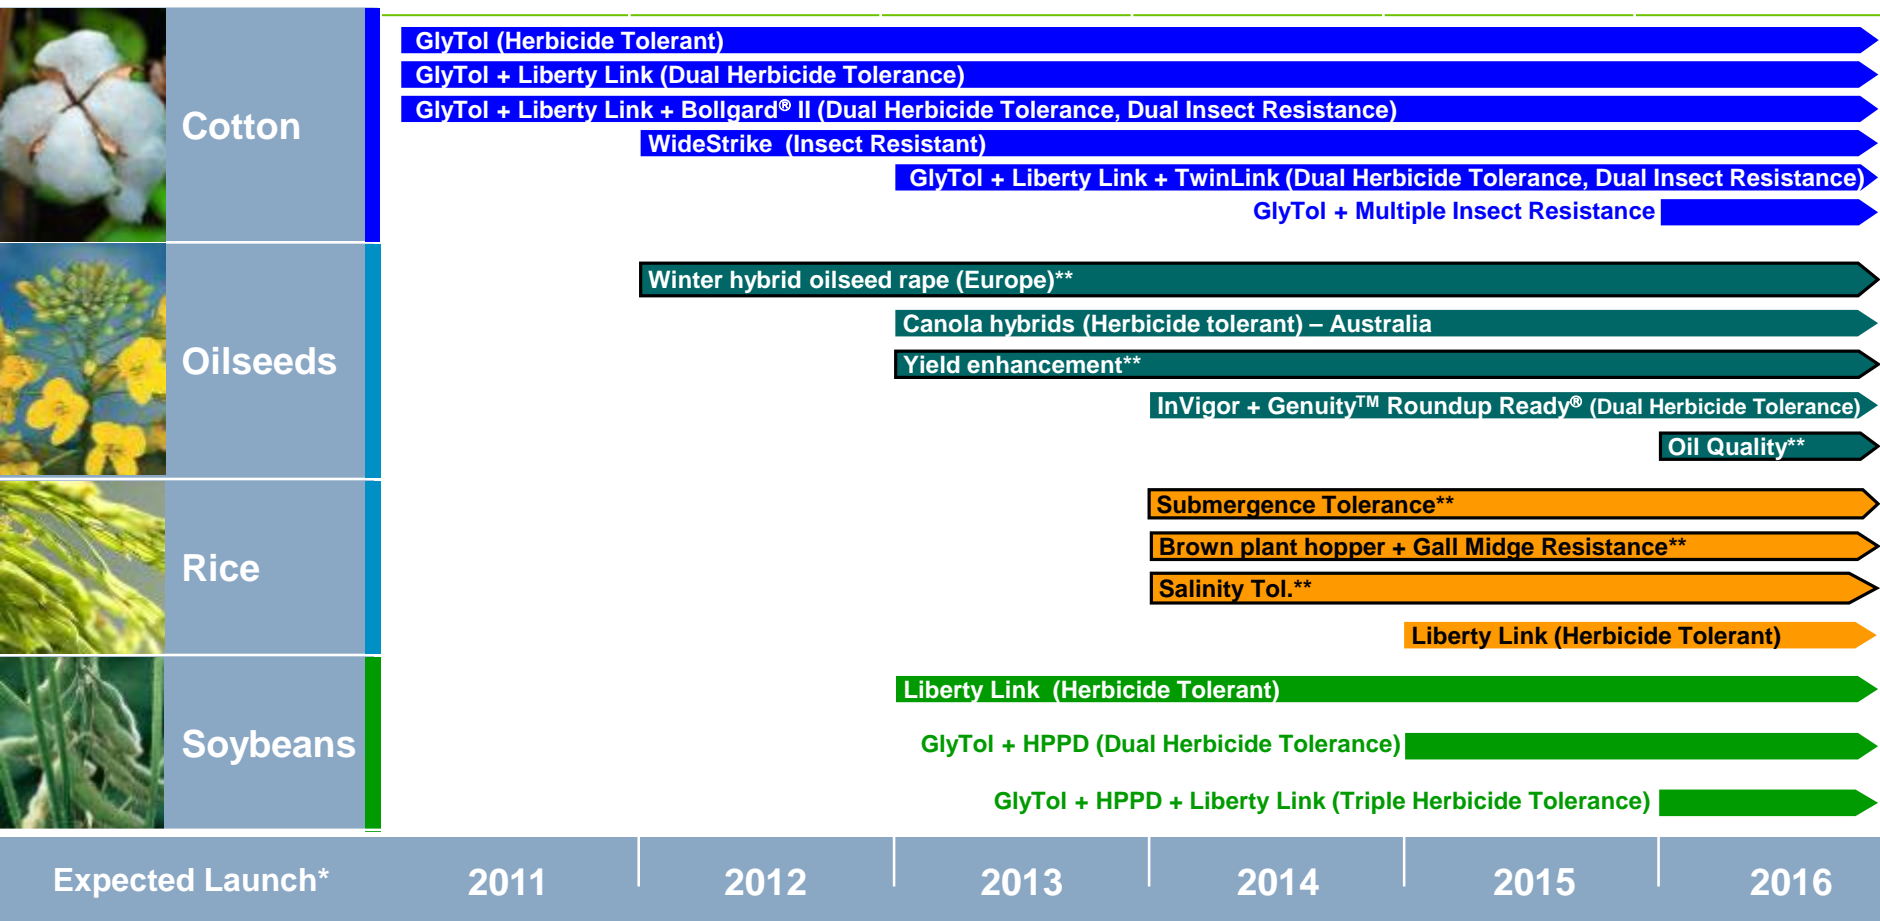 Cotton
GlyTol (Herbicide Tolerant)
GlyTol + Liberty Link (Dual Herbicide Tolerance)
GlyTol + Liberty Link + Bollgard® II (Dual Herbicide Tolerance, Dual Insect Resistance)
WideStrike (Insect Resistant)
GlyTol + Liberty Link + TwinLink (Dual Herbicide Tolerance, Dual Insect Resistance)
GlyTol + Multiple Insect Resistance
Oilseeds
Winter hybrid oilseed rape (Europe)**
Canola hybrids (Herbicide tolerant) – Australia
Yield enhancement**
InVigor + Genuity™ Roundup Ready® (Dual Herbicide Tolerance)
Oil Quality**
Rice
Submergence Tolerance**
Brown plant hopper + Gall Midge Resistance**
Salinity Tol.**
Liberty Link (Herbicide Tolerant)
Soybeans
Liberty Link (Herbicide Tolerant)
GlyTol + HPPD (Dual Herbicide Tolerance)
GlyTol + HPPD + Liberty Link (Triple Herbicide Tolerance)
Expected Launch* 2011 2012 2013 2014 2015 2016